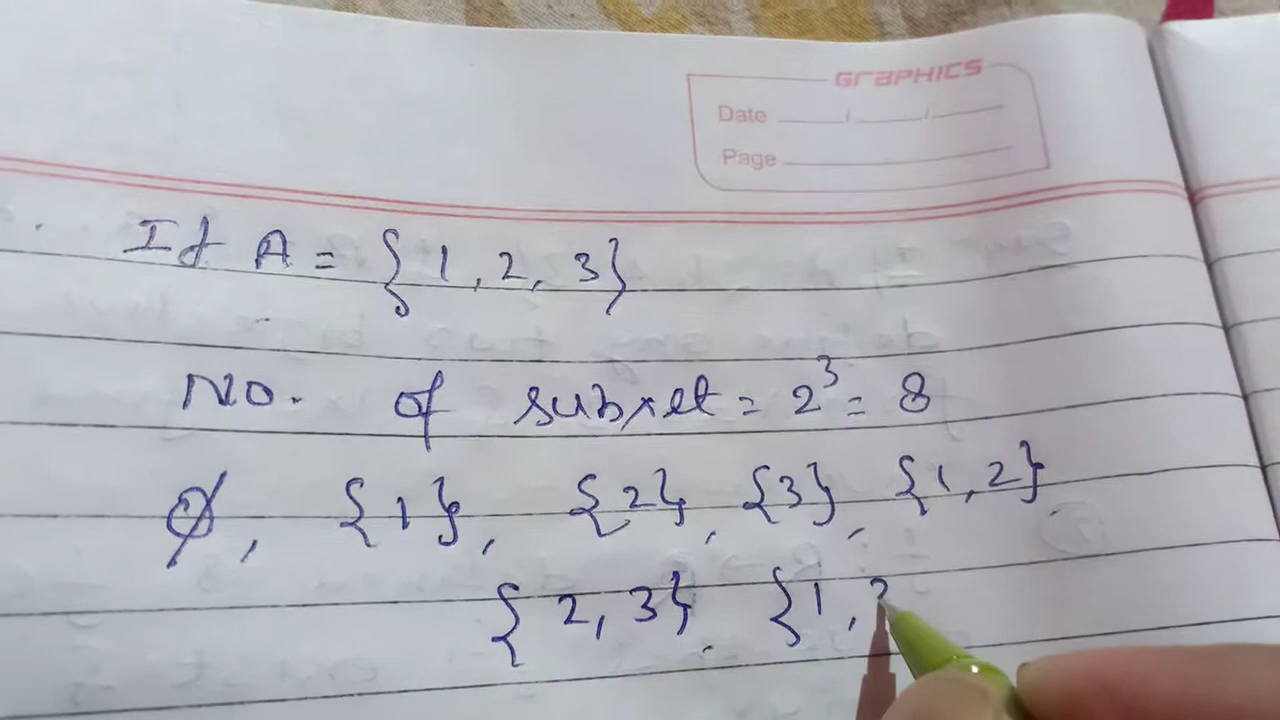 GRAPHICS
Date / /
Page
If A = { 1, 2, 3}
No. of subset = 2³ = 8
Ø, {1}, {2}, {3}, {1,2},
{2,3}, {1,